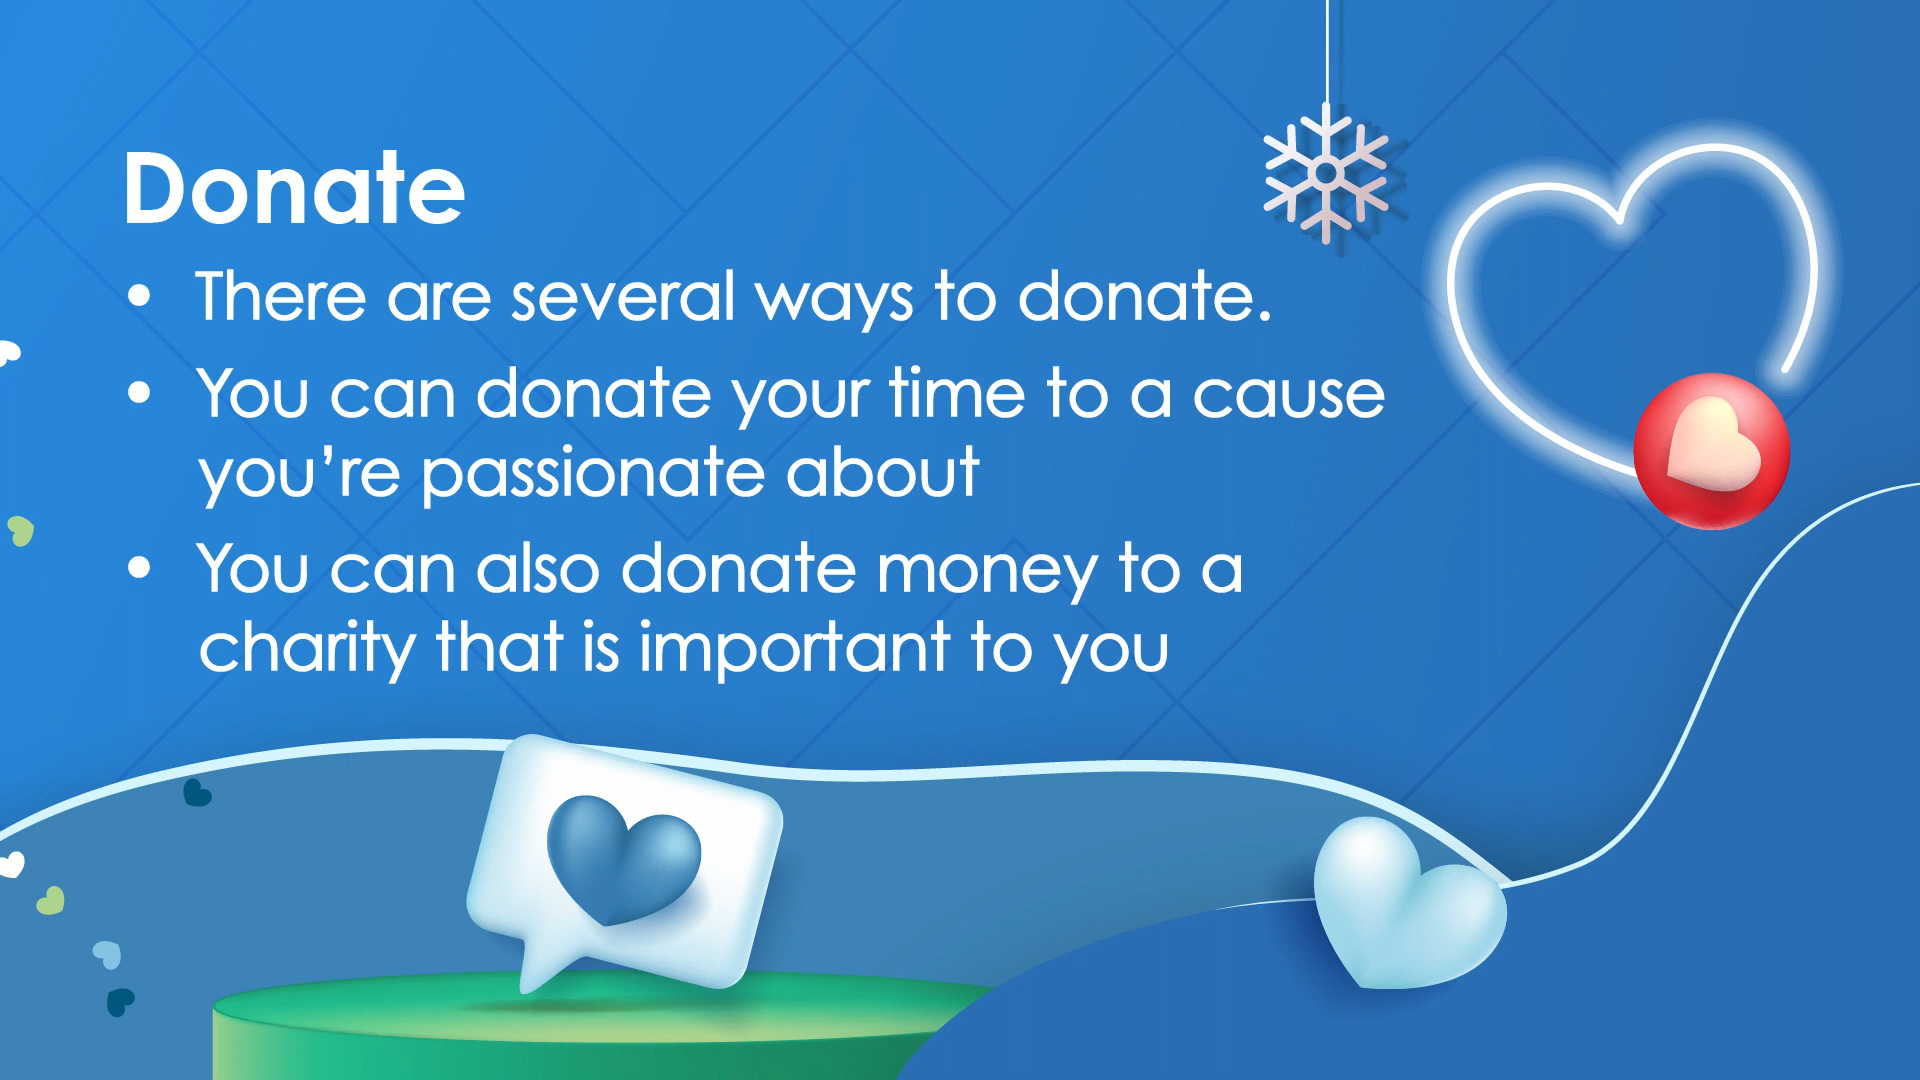 Donate
• There are several ways to donate.
• You can donate your time to a cause
you’re passionate about
• You can also donate money to a
charity that is important to you